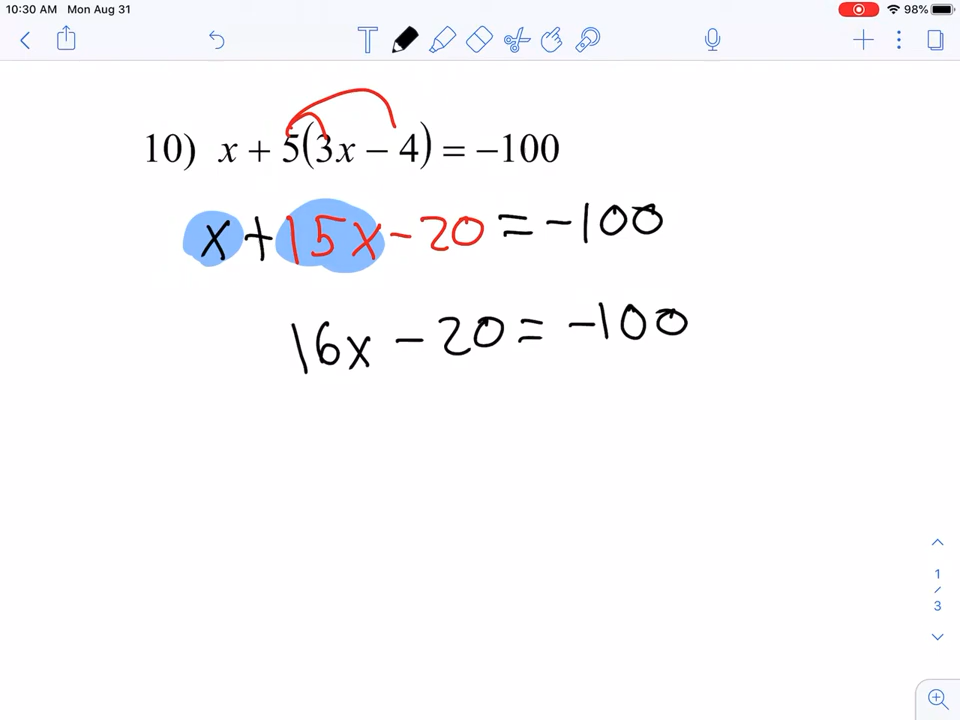 10:30 AM Mon Aug 31 98%
T
10) x + 5(3x − 4) = −100
x + 15x − 20 = −100
16x − 20 = −100
1
/
3